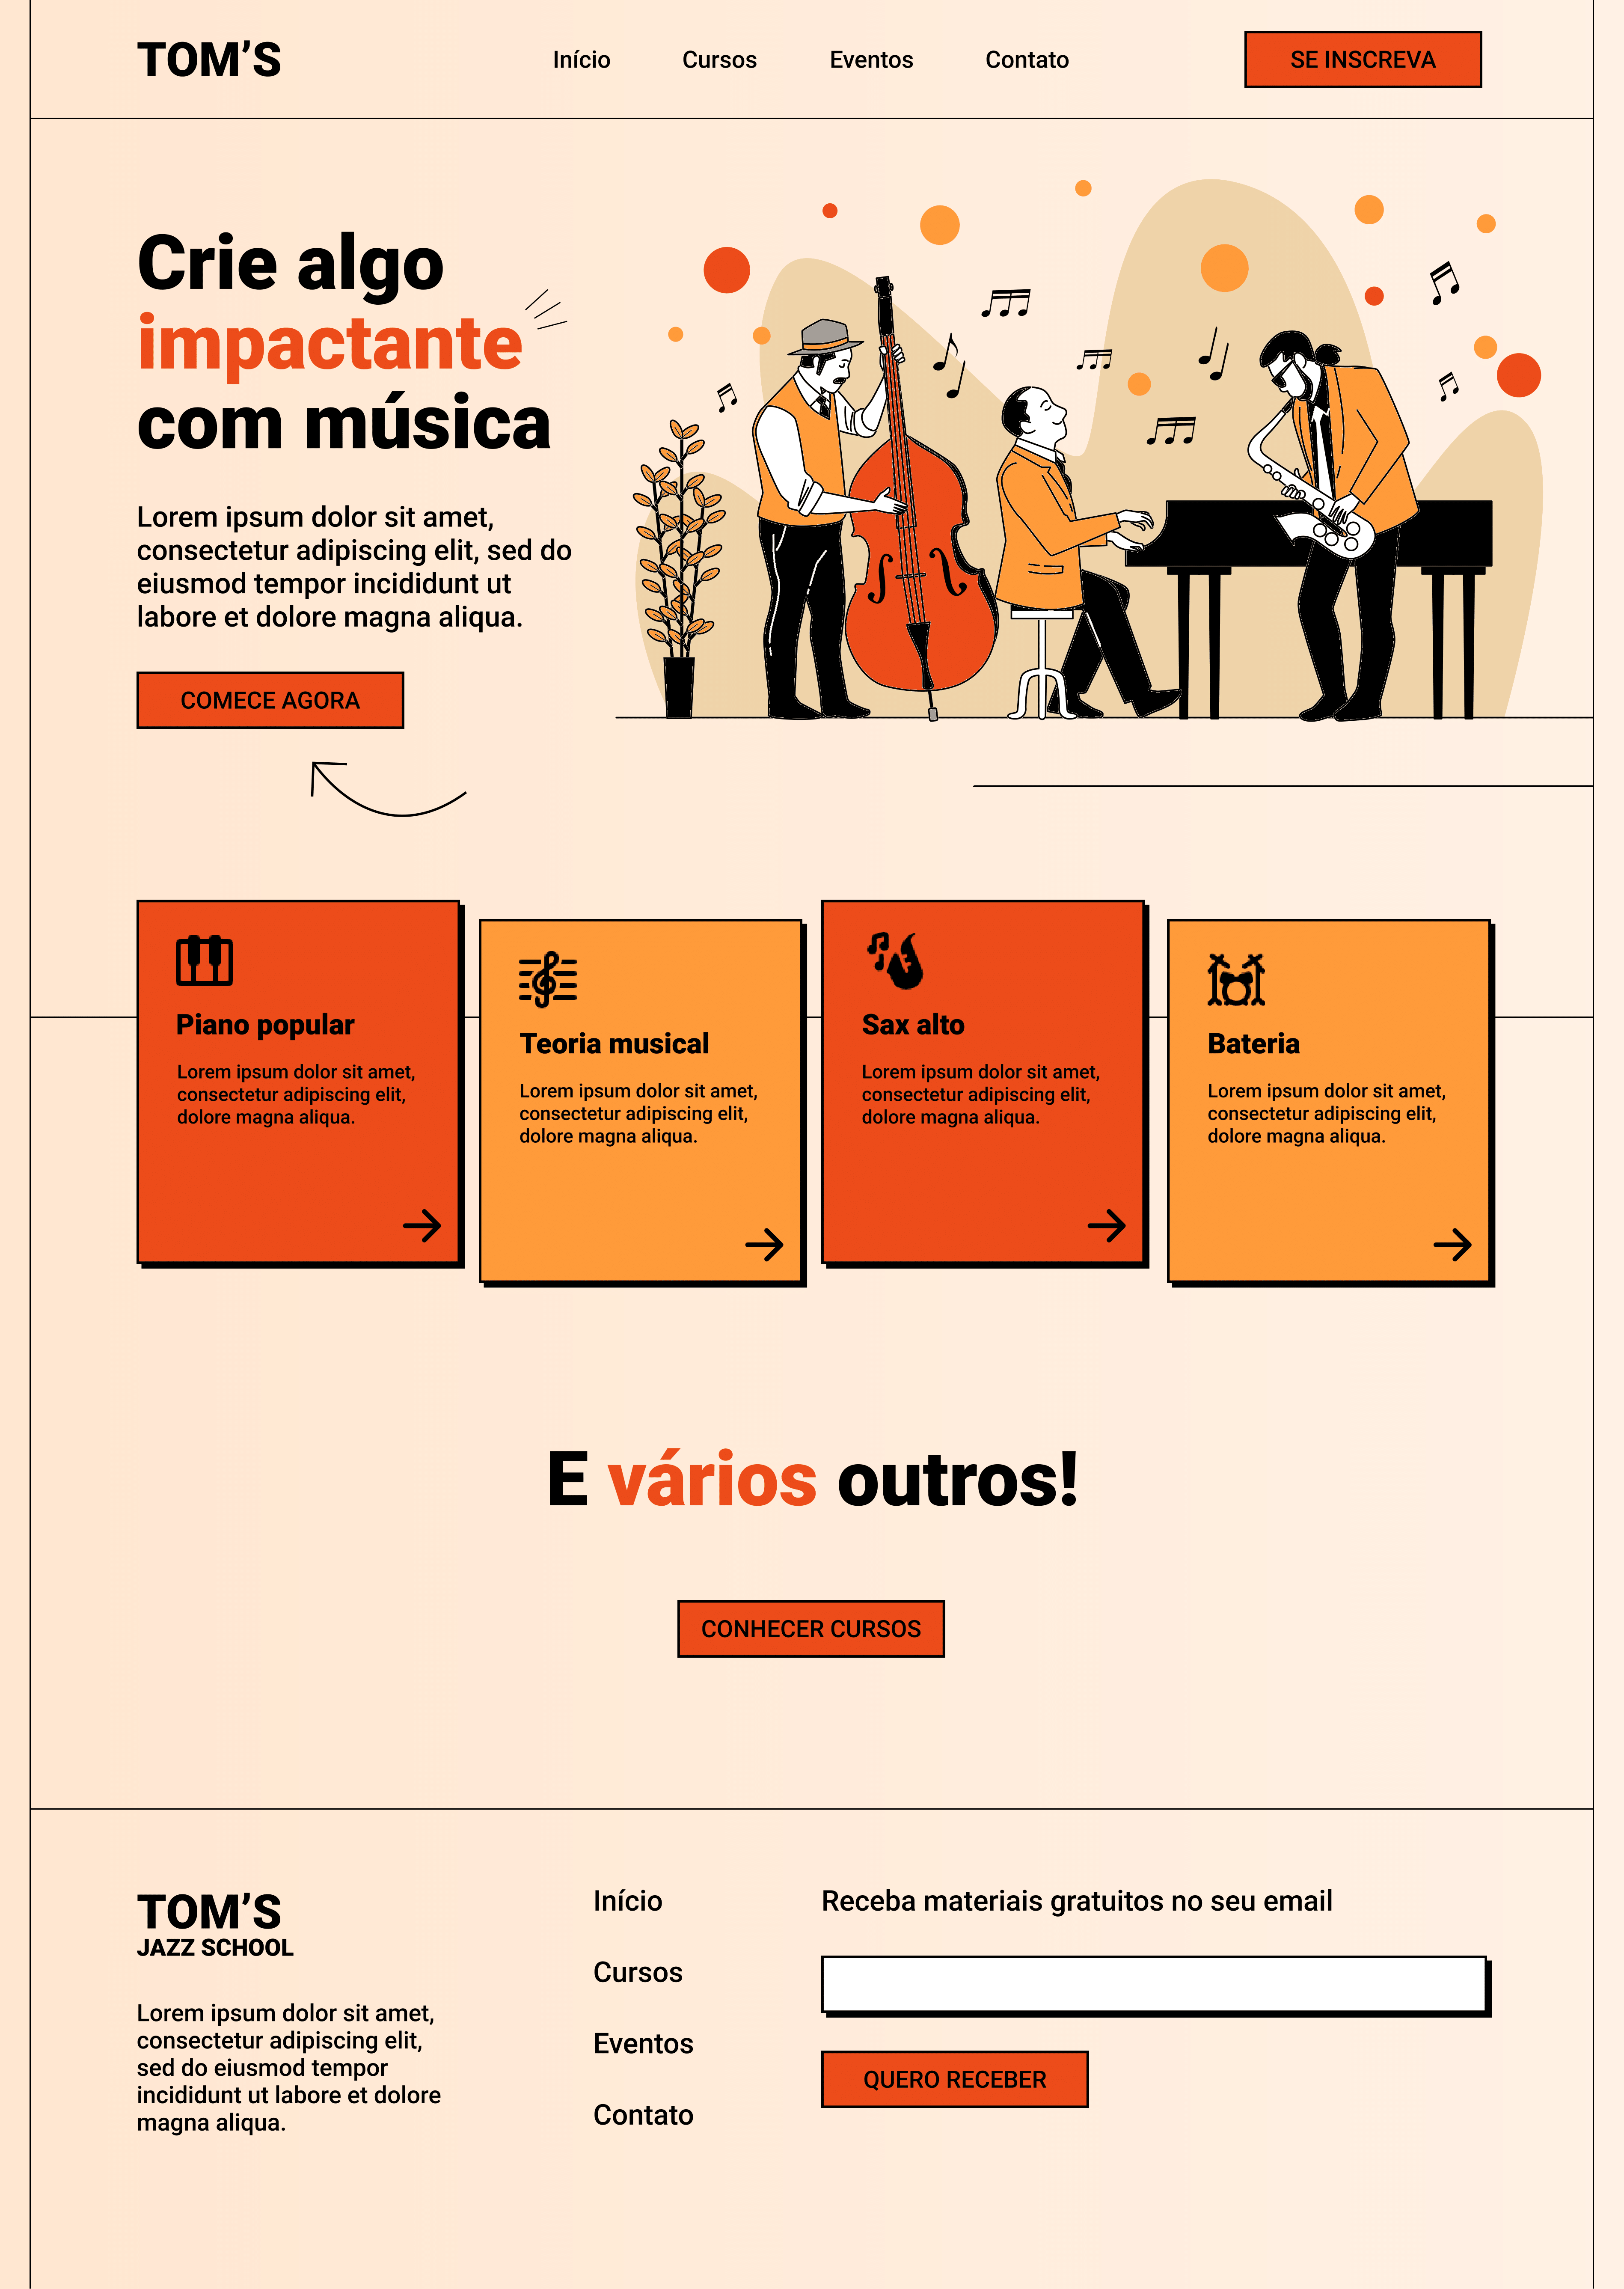 TOM’S
Início
Cursos
Eventos
Contato
SE INSCREVA
Crie algo
impactante
com música
Lorem ipsum dolor sit amet,
consectetur adipiscing elit, sed do
eiusmod tempor incididunt ut
labore et dolore magna aliqua.
COMECE AGORA
Piano popular
Lorem ipsum dolor sit amet,
consectetur adipiscing elit,
dolore magna aliqua.
Teoria musical
Lorem ipsum dolor sit amet,
consectetur adipiscing elit,
dolore magna aliqua.
Sax alto
Lorem ipsum dolor sit amet,
consectetur adipiscing elit,
dolore magna aliqua.
Bateria
Lorem ipsum dolor sit amet,
consectetur adipiscing elit,
dolore magna aliqua.
E vários outros!
CONHECER CURSOS
TOM’S
JAZZ SCHOOL
Lorem ipsum dolor sit amet,
consectetur adipiscing elit,
sed do eiusmod tempor
incididunt ut labore et dolore
magna aliqua.
Início
Cursos
Eventos
Contato
Receba materiais gratuitos no seu email
QUERO RECEBER